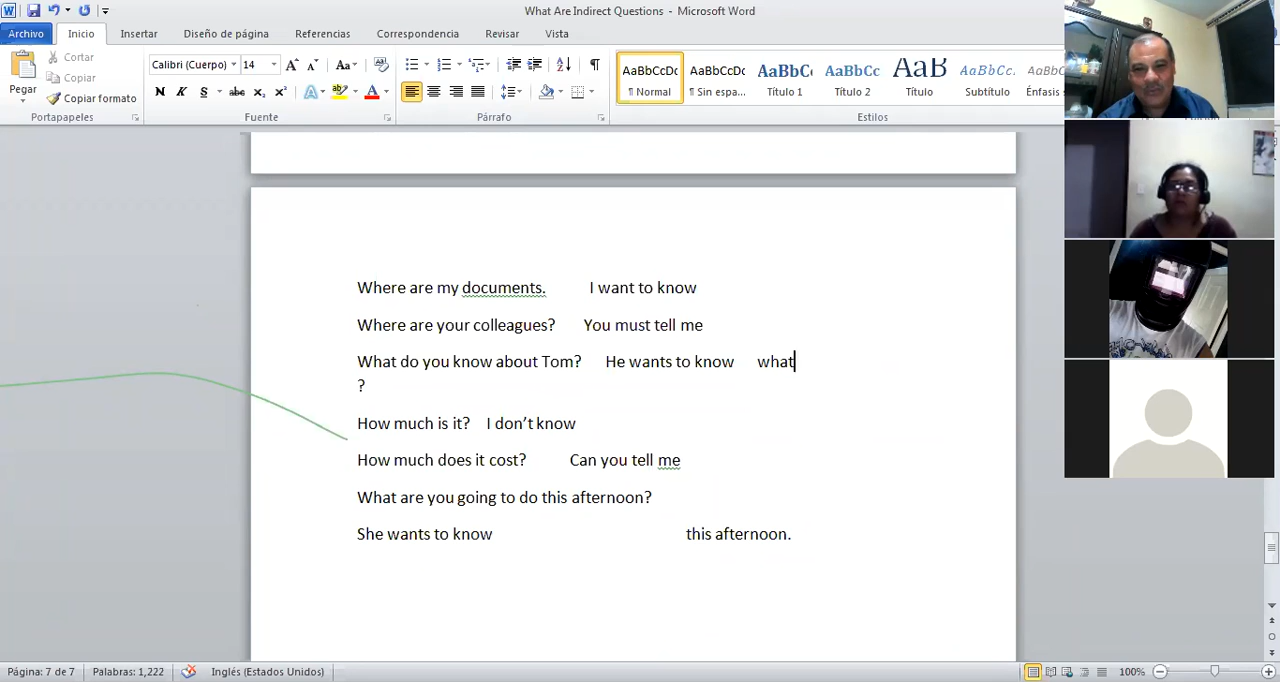 What Are Indirect Questions - Microsoft Word
Archivo Inicio Insertar Diseño de página Referencias Correspondencia Revisar Vista
Pegar Cortar Copiar Copiar formato
Calibri (Cuerpo) 14
N K S abc x₂ x²
AaBbCcDc AaBbCcDc AaBbC AaBbCc AaB AaBbCc AaBbCc
¶ Normal ¶ Sin espa... Título 1 Título 2 Título Subtítulo Énfasis
Portapapeles Fuente Párrafo Estilos
Where are my documents. I want to know
Where are your colleagues? You must tell me
What do you know about Tom? He wants to know what
?
How much is it? I don't know
How much does it cost? Can you tell me
What are you going to do this afternoon?
She wants to know this afternoon.
Página: 7 de 7 Palabras: 1,222 Inglés (Estados Unidos) 100%